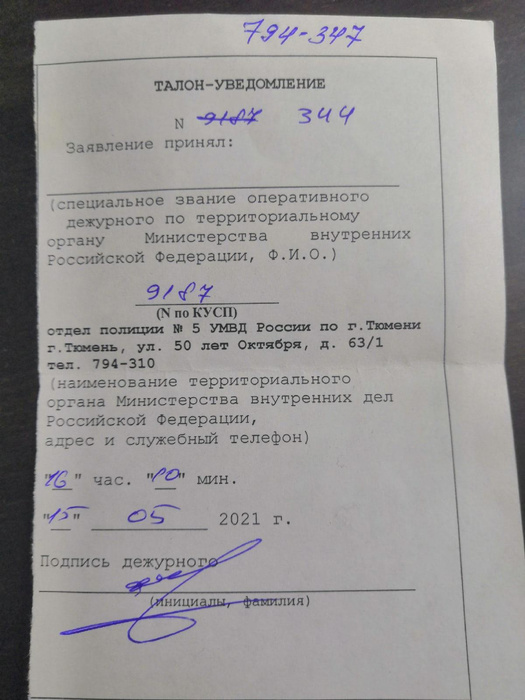 794-347
ТАЛОН-УВЕДОМЛЕНИЕ
N 9187 344
Заявление принял:
(специальное звание оперативного
дежурного по территориальному
органу Министерства внутренних
Российской Федерации, Ф.И.О.)
9187
(N по КУСП)
отдел полиции № 5 УМВД России по г.Тюмени
г.Тюмень, ул. 50 лет Октября, д. 63/1
тел. 794-310
(наименование территориального
органа Министерства внутренних дел
Российской Федерации,
адрес и служебный телефон)
"16" час. "10" мин.
"15" 05 2021 г.
Подпись дежурного
(инициалы, фамилия)